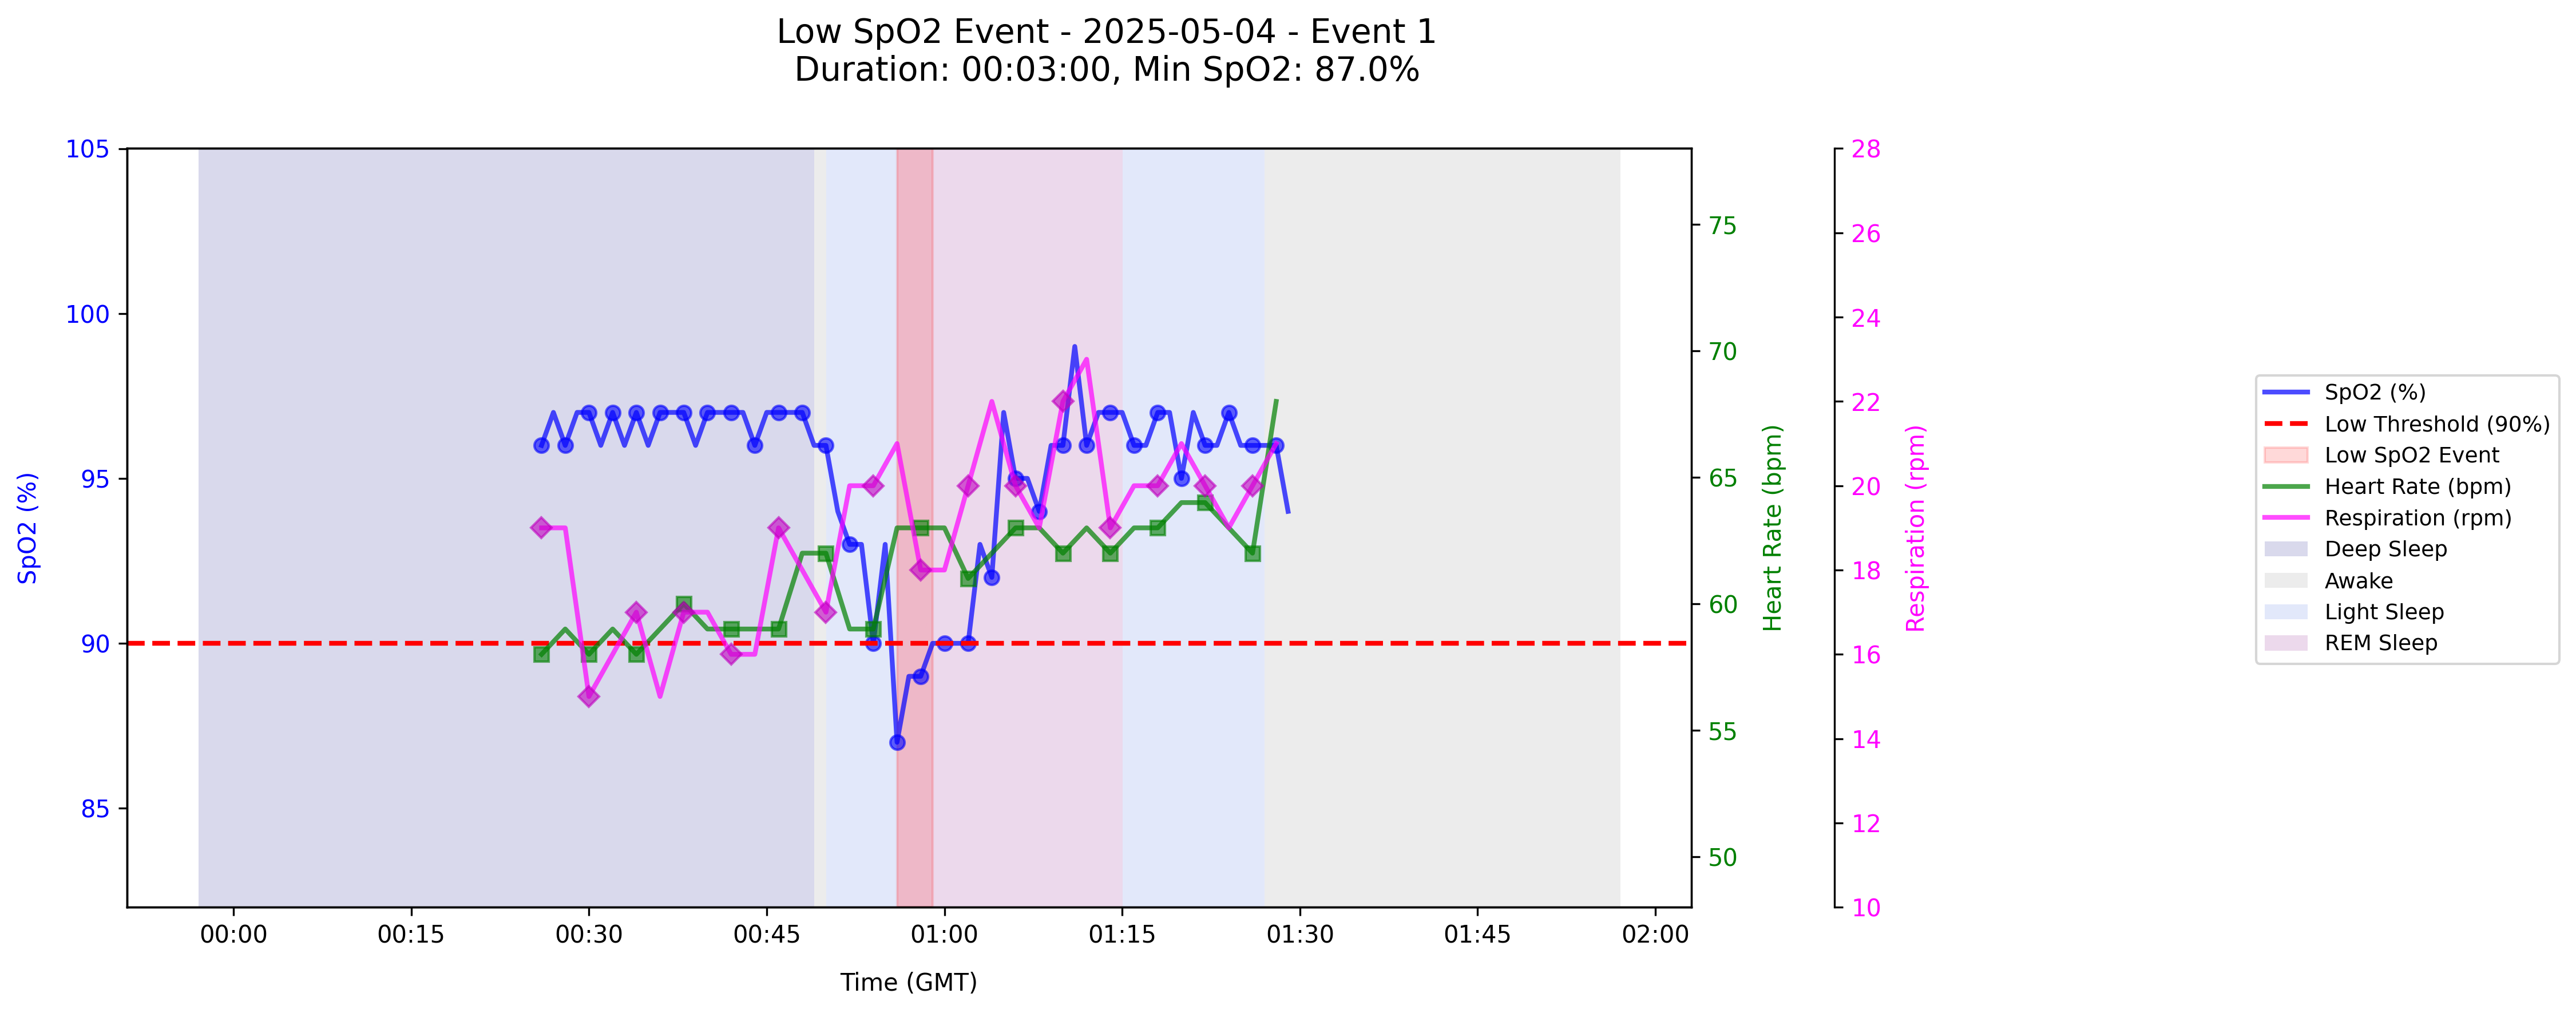 Low SpO2 Event - 2025-05-04 - Event 1
Duration: 00:03:00, Min SpO2: 87.0%
SpO2 (%)
105
100
95
90
85
00:00
00:15
00:30
00:45
01:00
01:15
01:30
01:45
02:00
Time (GMT)
75
70
65
60
55
50
Heart Rate (bpm)
28
26
24
22
20
18
16
14
12
10
Respiration (rpm)
SpO2 (%)
Low Threshold (90%)
Low SpO2 Event
Heart Rate (bpm)
Respiration (rpm)
Deep Sleep
Awake
Light Sleep
REM Sleep